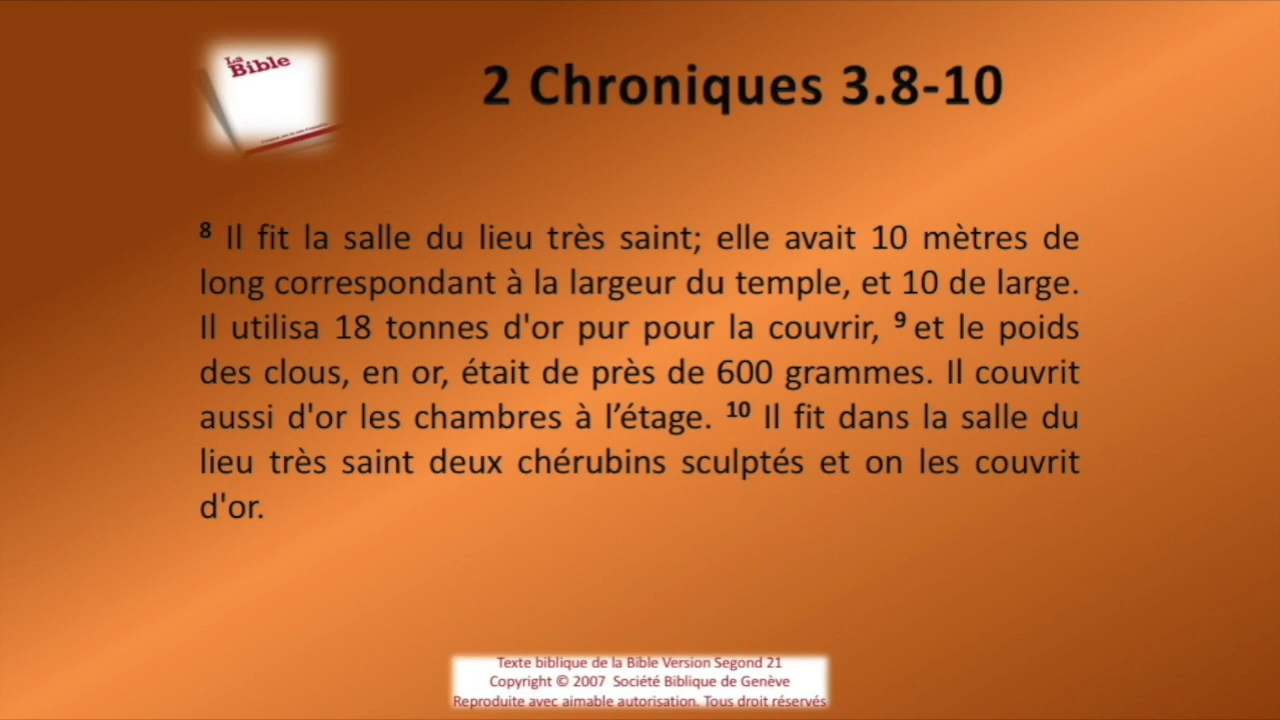 La
Bible
2 Chroniques 3.8-10
8 Il fit la salle du lieu très saint; elle avait 10 mètres de
long correspondant à la largeur du temple, et 10 de large.
Il utilisa 18 tonnes d'or pur pour la couvrir, 9 et le poids
des clous, en or, était de près de 600 grammes. Il couvrit
aussi d'or les chambres à l’étage. 10 Il fit dans la salle du
lieu très saint deux chérubins sculptés et on les couvrit
d'or.
Texte biblique de la Bible Version Segond 21
Copyright © 2007 Société Biblique de Genève
Reproduite avec aimable autorisation. Tous droit réservés